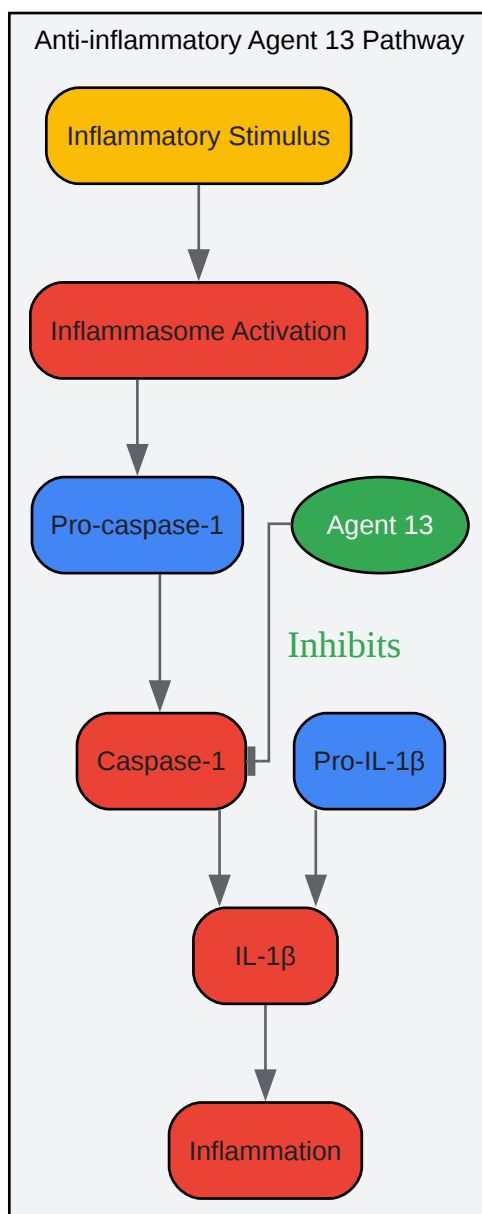 Anti-inflammatory Agent 13 Pathway
Inflammatory Stimulus
Inflammasome Activation
Pro-caspase-1
Agent 13
Inhibits
Caspase-1
Pro-IL-1β
IL-1β
Inflammation